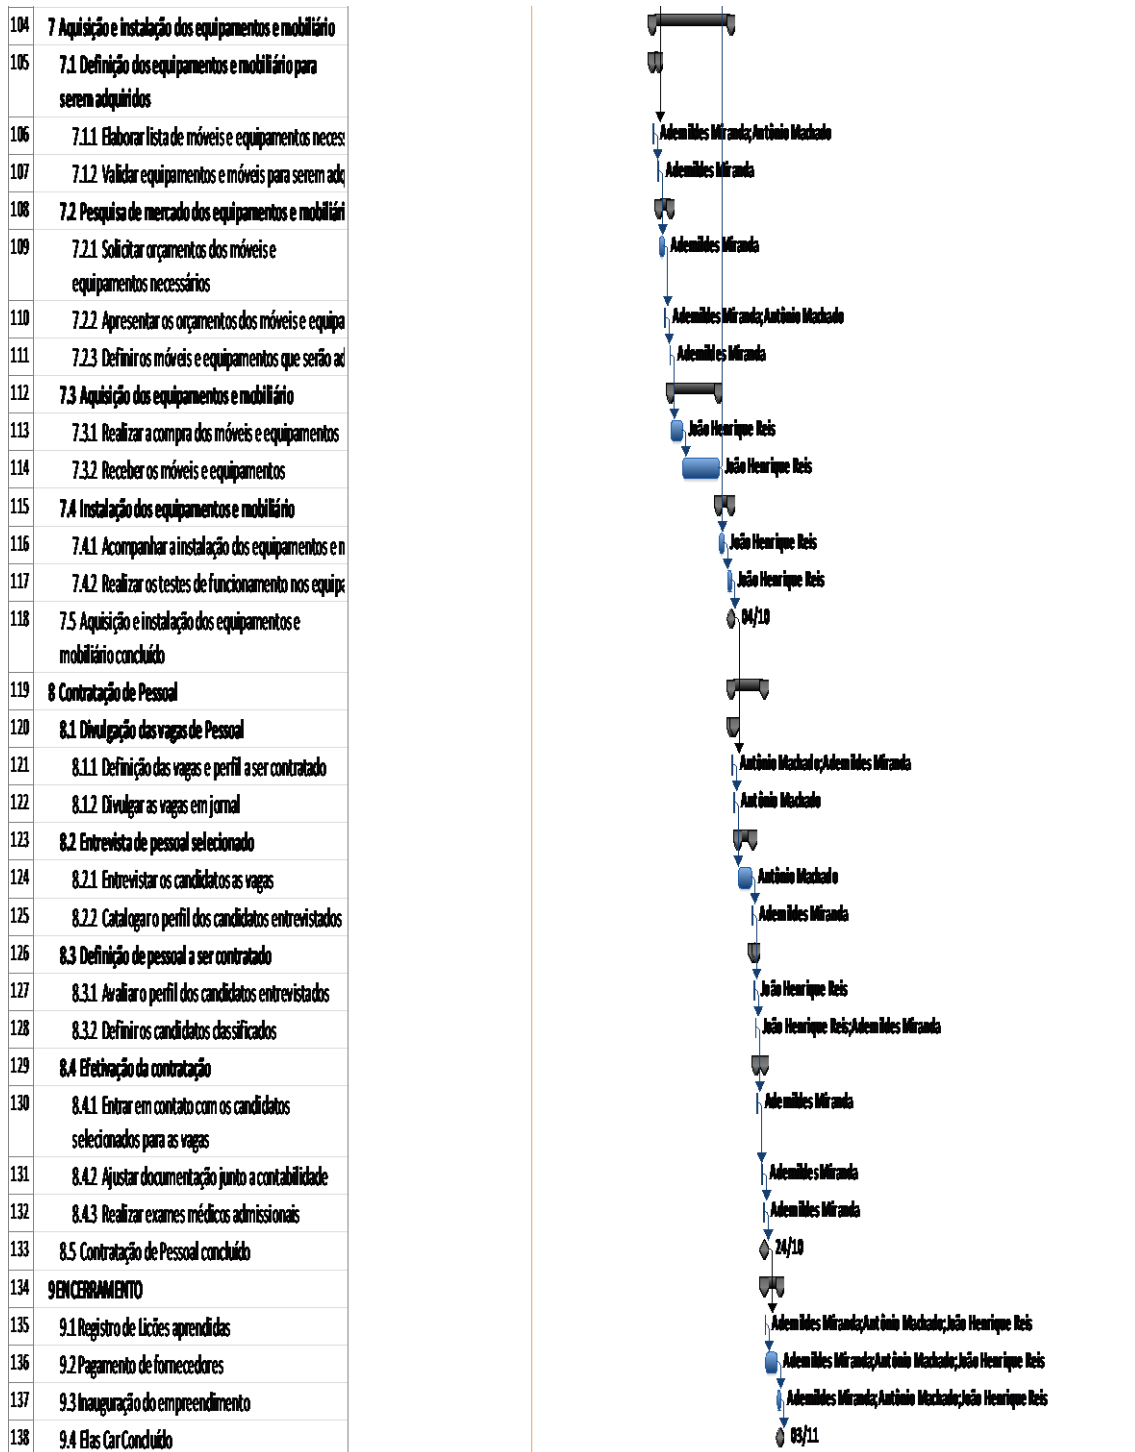 104 7 Aquisição e instalação dos equipamentos e mobiliário
105 7.1 Definição dos equipamentos e mobiliário para
serem adquiridos
106 7.1.1 Elaborar lista de móveis e equipamentos neces Ademildes Miranda;Antônio Machado
107 7.1.2 Validar equipamentos e móveis para serem adq Ademildes Miranda
108 7.2 Pesquisa de mercado dos equipamentos e mobiliári
109 7.2.1 Solicitar orçamentos dos móveis e Ademildes Miranda
equipamentos necessários
110 7.2.2 Apresentar os orçamentos dos móveis e equipa Ademildes Miranda;Antônio Machado
111 7.2.3 Definir os móveis e equipamentos que serão ad Ademildes Miranda
112 7.3 Aquisição dos equipamentos e mobiliário
113 7.3.1 Realizar a compra dos móveis e equipamentos João Henrique Reis
114 7.3.2 Receber os móveis e equipamentos João Henrique Reis
115 7.4 Instalação dos equipamentos e mobiliário
116 7.4.1 Acompanhar a instalação dos equipamentos e m João Henrique Reis
117 7.4.2 Realizar os testes de funcionamento nos equipa João Henrique Reis
118 7.5 Aquisição e instalação dos equipamentos e 04/10
mobiliário concluído
119 8 Contratação de Pessoal
120 8.1 Divulgação das vagas de Pessoal
121 8.1.1 Definição das vagas e perfil a ser contratado Antônio Machado;Ademildes Miranda
122 8.1.2 Divulgar as vagas em jornal Antônio Machado
123 8.2 Entrevista de pessoal selecionado
124 8.2.1 Entrevistar os candidatos as vagas Antônio Machado
125 8.2.2 Catalogar o perfil dos candidatos entrevistados Ademildes Miranda
126 8.3 Definição de pessoal a ser contratado
127 8.3.1 Avaliar o perfil dos candidatos entrevistados João Henrique Reis
128 8.3.2 Definir os candidatos classificados João Henrique Reis;Ademildes Miranda
129 8.4 Efetivação da contratação
130 8.4.1 Entrar em contato com os candidatos Ademildes Miranda
selecionados para as vagas
131 8.4.2 Ajustar documentação junto a contabilidade Ademildes Miranda
132 8.4.3 Realizar exames médicos admissionais Ademildes Miranda
133 8.5 Contratação de Pessoal concluído 24/10
134 9 ENCERRAMENTO
135 9.1 Registro de Lições aprendidas Ademildes Miranda;Antônio Machado;João Henrique Reis
136 9.2 Pagamento de fornecedores Ademildes Miranda;Antônio Machado;João Henrique Reis
137 9.3 Inauguração do empreendimento Ademildes Miranda;Antônio Machado;João Henrique Reis
138 9.4 Elas Car Concluído 03/11